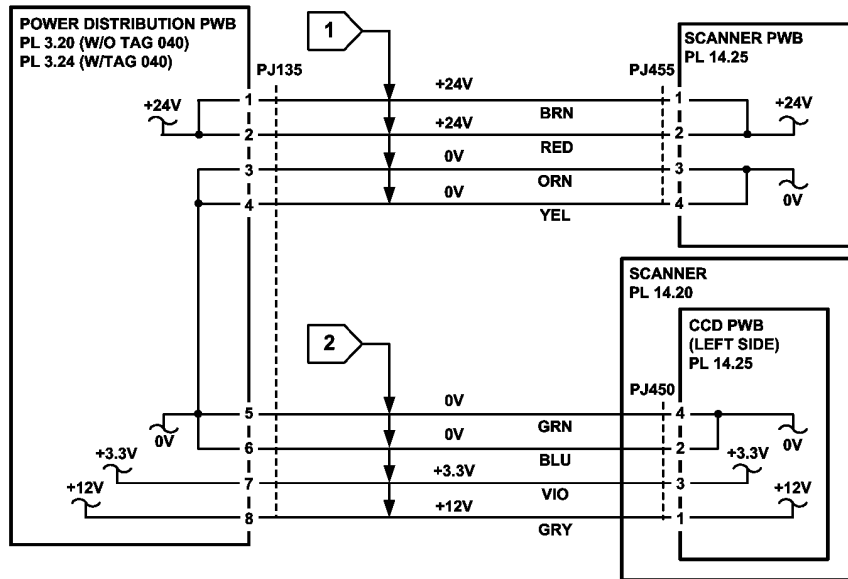 POWER DISTRIBUTION PWB
PL 3.20 (W/O TAG 040)
PL 3.24 (W/TAG 040)
1
SCANNER PWB
PL 14.25
PJ135
PJ455
+24V
1
+24V
BRN
1
+24V
2
+24V
RED
2
3
0V
ORN
3
0V
4
0V
YEL
4
SCANNER
PL 14.20
2
CCD PWB
(LEFT SIDE)
PL 14.25
PJ450
0V
5
0V
GRN
4
0V
6
0V
BLU
2
+3.3V
7
+3.3V
VIO
3
+3.3V
+12V
8
+12V
GRY
1
+12V